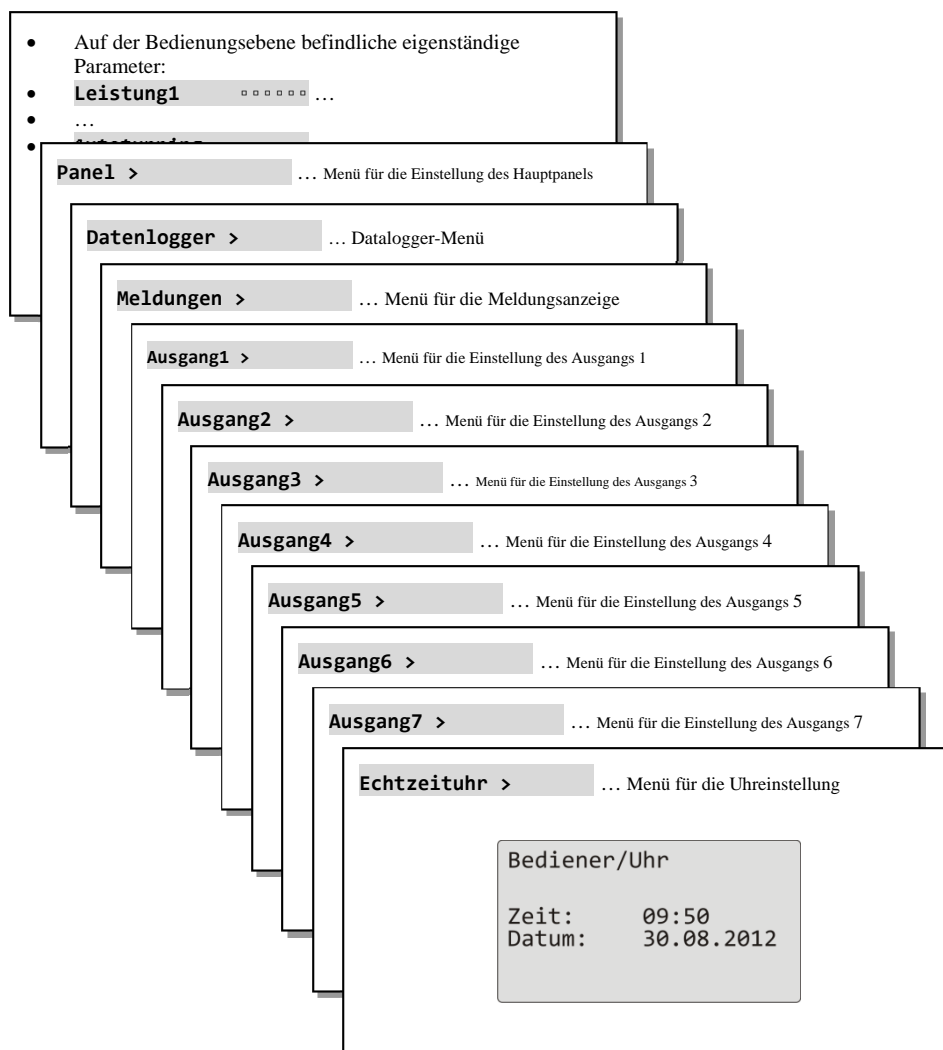 • Auf der Bedienungsebene befindliche eigenständige
Parameter:
• Leistung1 ▫▫▫▫▫▫ …
• …
•
Panel > … Menü für die Einstellung des Hauptpanels
Datenlogger > … Datalogger-Menü
Meldungen > … Menü für die Meldungsanzeige
Ausgang1 > … Menü für die Einstellung des Ausgangs 1
Ausgang2 > … Menü für die Einstellung des Ausgangs 2
Ausgang3 > … Menü für die Einstellung des Ausgangs 3
Ausgang4 > … Menü für die Einstellung des Ausgangs 4
Ausgang5 > … Menü für die Einstellung des Ausgangs 5
Ausgang6 > … Menü für die Einstellung des Ausgangs 6
Ausgang7 > … Menü für die Einstellung des Ausgangs 7
Echtzeituhr > … Menü für die Uhreinstellung
Bediener/Uhr
Zeit: 09:50
Datum: 30.08.2012